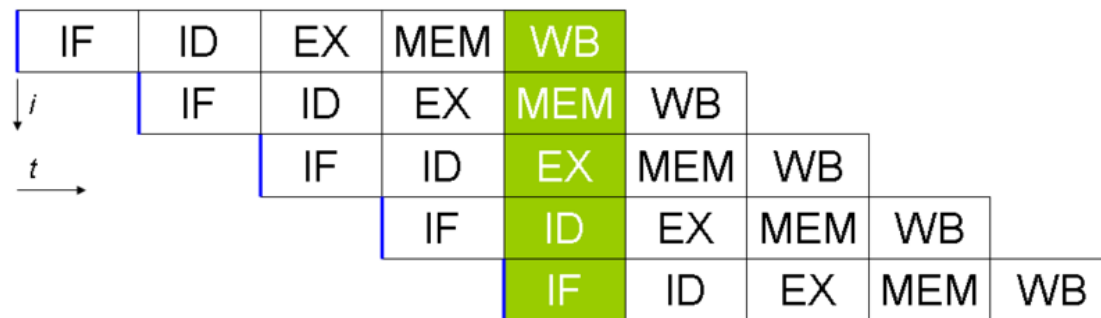 IF ID EX MEM WB
i IF ID EX MEM WB
t IF ID EX MEM WB
IF ID EX MEM WB
IF ID EX MEM WB